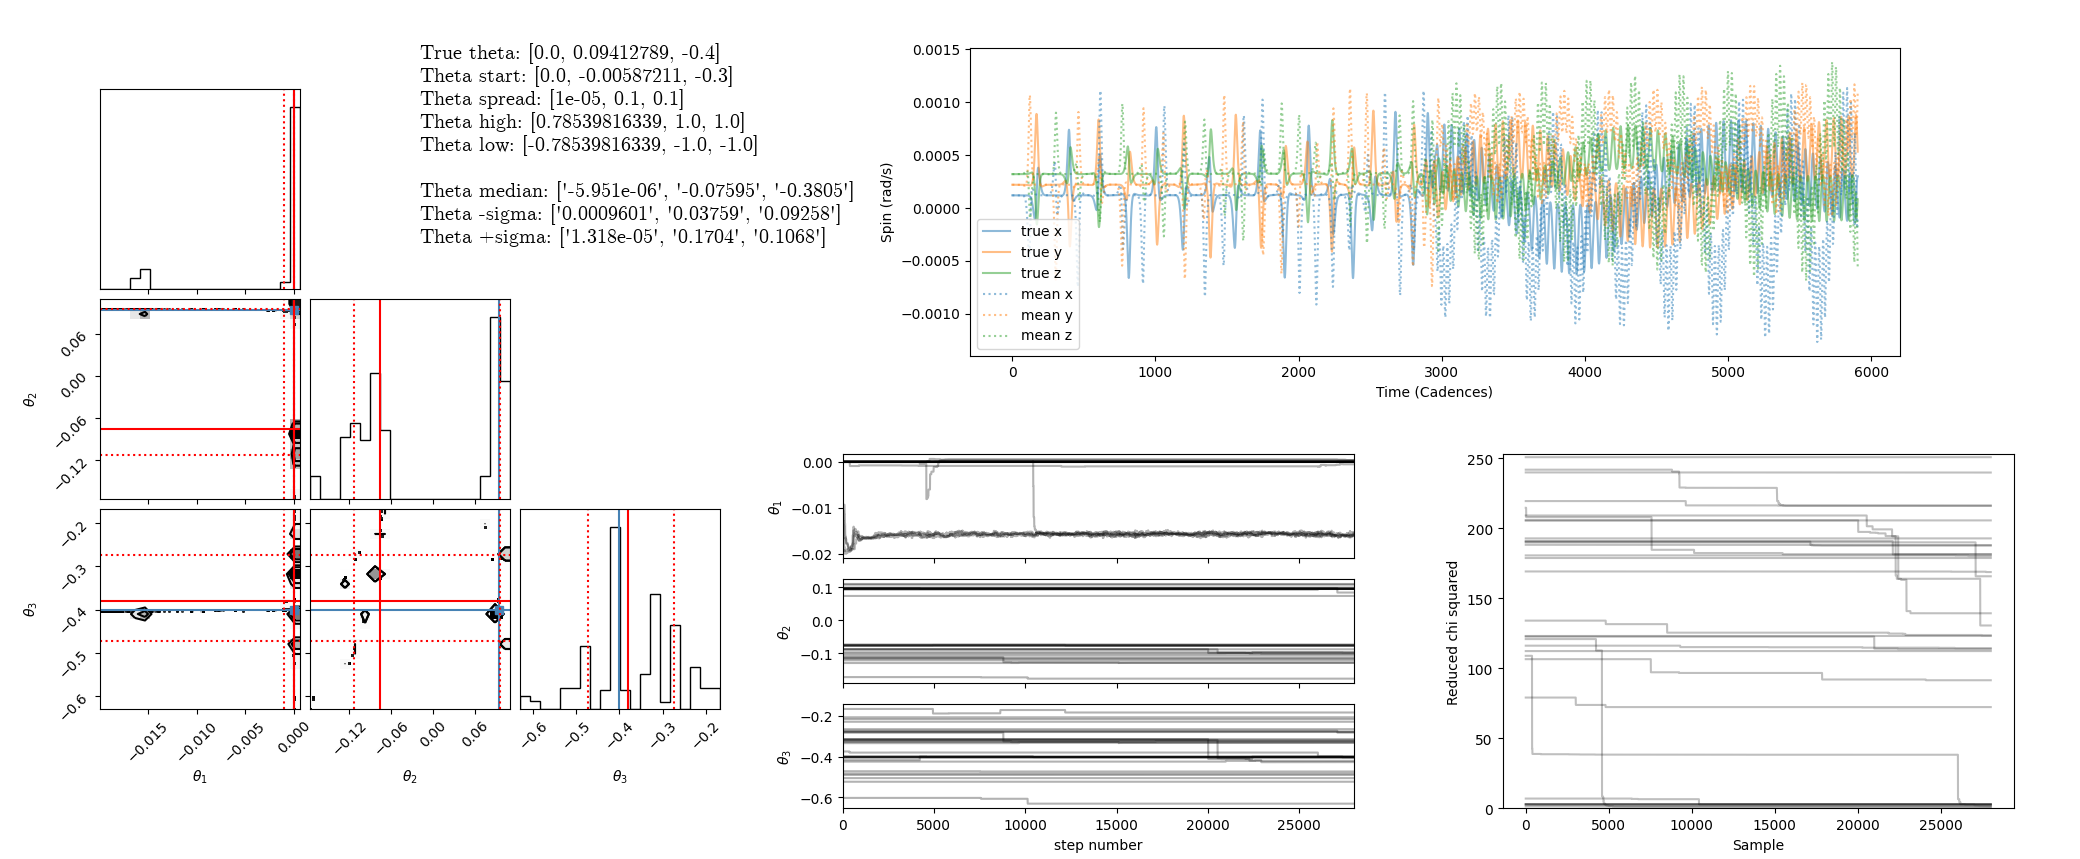 True theta: [0.0, 0.09412789, -0.4]
Theta start: [0.0, -0.00587211, -0.3]
Theta spread: [1e-05, 0.1, 0.1]
Theta high: [0.78539816339, 1.0, 1.0]
Theta low: [-0.78539816339, -1.0, -1.0]
Theta median: ['-5.951e-06', '-0.07595', '-0.3805']
Theta -sigma: ['0.0009601', '0.03759', '0.09258']
Theta +sigma: ['1.318e-05', '0.1704', '0.1068']
θ2
0.06
0.00
−0.06
−0.12
θ3
−0.2
−0.3
−0.4
−0.5
−0.6
−0.015
−0.010
−0.005
0.000
θ1
−0.12
−0.06
0.00
0.06
θ2
−0.6
−0.5
−0.4
−0.3
−0.2
θ3
Spin (rad/s)
0.0015
0.0010
0.0005
0.0000
−0.0005
−0.0010
true x
true y
true z
mean x
mean y
mean z
0
1000
2000
3000
4000
5000
6000
Time (Cadences)
θ1
0.00
−0.01
−0.02
θ2
0.1
0.0
−0.1
θ3
−0.2
−0.4
−0.6
0
5000
10000
15000
20000
25000
step number
Reduced chi squared
250
200
150
100
50
0
0
5000
10000
15000
20000
25000
Sample